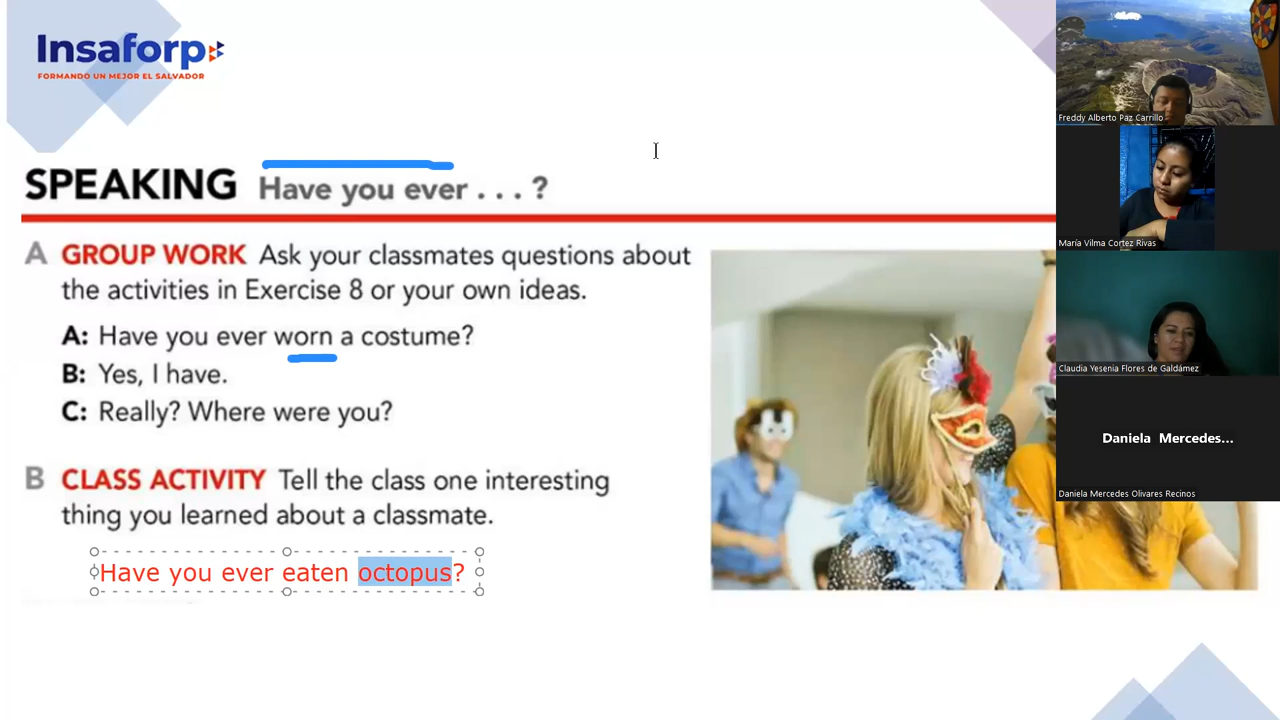 Insaforp
FORMANDO UN MEJOR EL SALVADOR
SPEAKING Have you ever . . . ?
A GROUP WORK Ask your classmates questions about
the activities in Exercise 8 or your own ideas.
A: Have you ever worn a costume?
B: Yes, I have.
C: Really? Where were you?
B CLASS ACTIVITY Tell the class one interesting
thing you learned about a classmate.
Have you ever eaten octopus?
Freddy Alberto Paz Carrillo
María Vilma Cortez Rivas
Claudia Yesenia Flores de Galdámez
Daniela Mercedes...
Daniela Mercedes Olivares Recinos